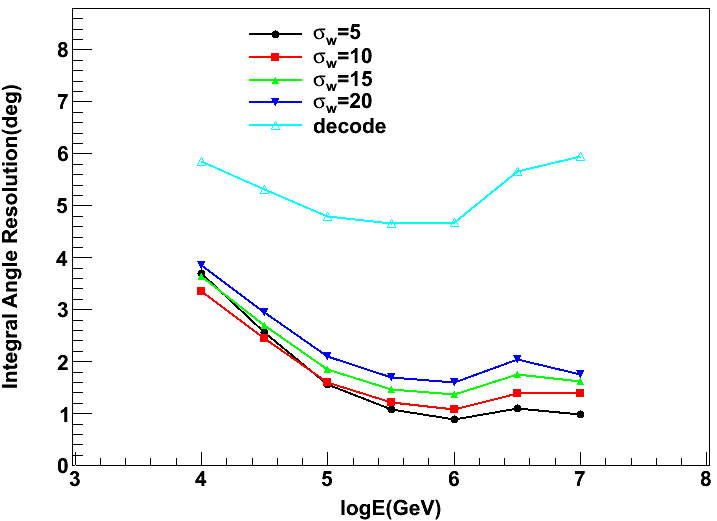 σw=5
σw=10
σw=15
σw=20
decode
Integral Angle Resolution(deg)
8
7
6
5
4
3
2
1
0
3 4 5 6 7 8
logE(GeV)